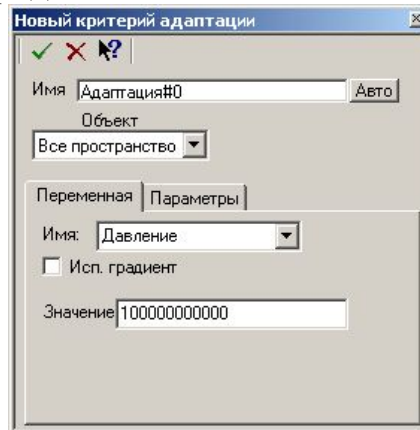 Новый критерий адаптации
Имя Адаптация#0 Авто
Объект
Все пространство
Переменная Параметры
Имя: Давление
Исп. градиент
Значение 100000000000